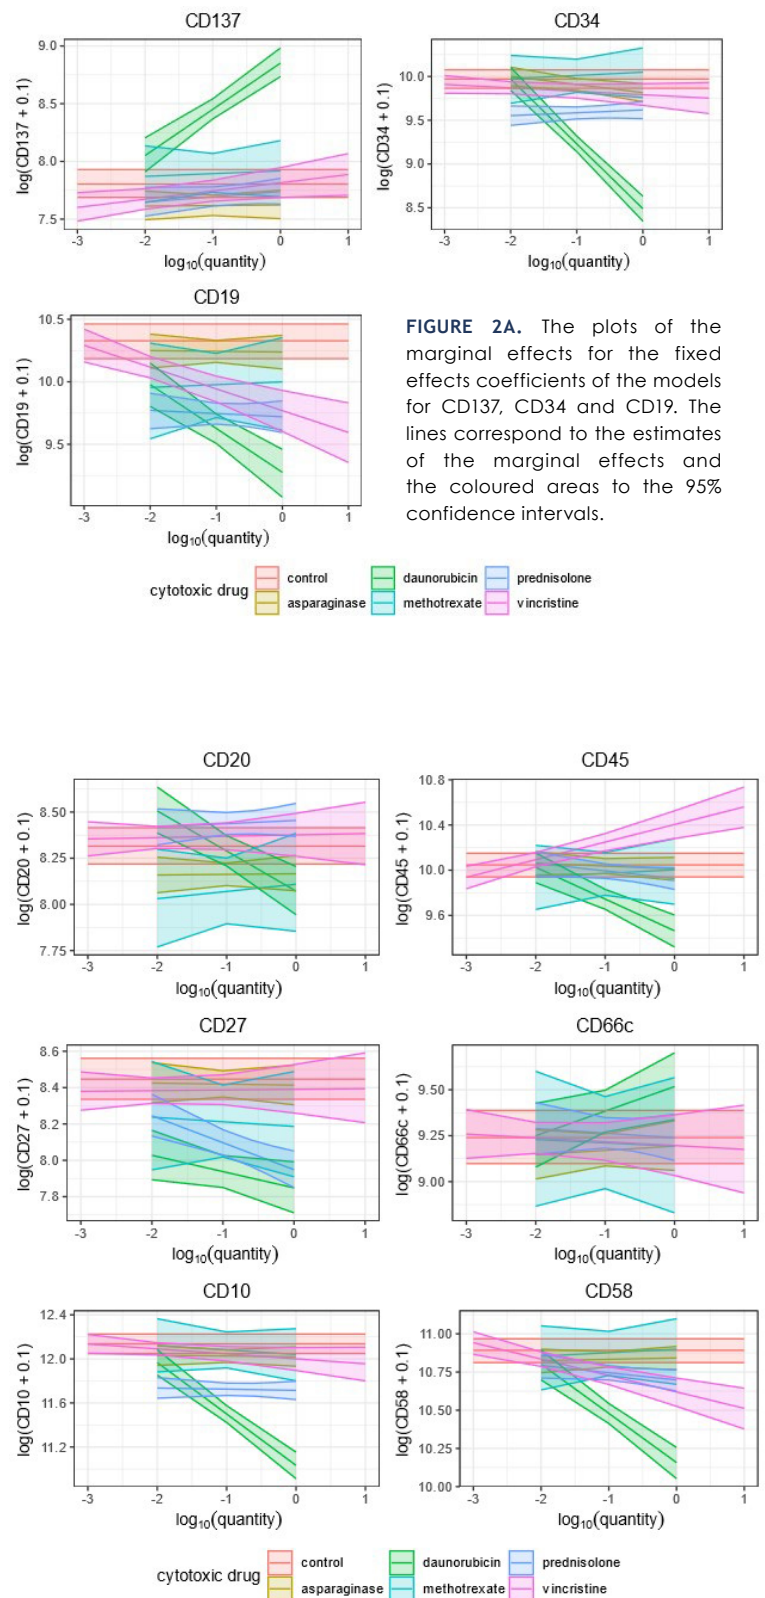 CD137
9.0
8.5
8.0
7.5
log(CD137 + 0.1)
-3 -2 -1 0 1
log₁₀(quantity)
CD34
10.0
9.5
9.0
8.5
log(CD34 + 0.1)
-3 -2 -1 0 1
log₁₀(quantity)
CD19
10.5
10.0
9.5
log(CD19 + 0.1)
-3 -2 -1 0 1
log₁₀(quantity)
FIGURE 2A. The plots of the
marginal effects for the fixed
effects coefficients of the models
for CD137, CD34 and CD19. The
lines correspond to the estimates
of the marginal effects and
the coloured areas to the 95%
confidence intervals.
cytotoxic drug
control
asparaginase
daunorubicin
methotrexate
prednisolone
vincristine
CD20
8.50
8.25
8.00
7.75
log(CD20 + 0.1)
-3 -2 -1 0 1
log₁₀(quantity)
CD45
10.8
10.4
10.0
9.6
log(CD45 + 0.1)
-3 -2 -1 0 1
log₁₀(quantity)
CD27
8.6
8.4
8.2
8.0
7.8
log(CD27 + 0.1)
-3 -2 -1 0 1
log₁₀(quantity)
CD66c
9.50
9.25
9.00
log(CD66c + 0.1)
-3 -2 -1 0 1
log₁₀(quantity)
CD10
12.4
12.0
11.6
11.2
log(CD10 + 0.1)
-3 -2 -1 0 1
log₁₀(quantity)
CD58
11.00
10.75
10.50
10.25
10.00
log(CD58 + 0.1)
-3 -2 -1 0 1
log₁₀(quantity)
cytotoxic drug
control
asparaginase
daunorubicin
methotrexate
prednisolone
vincristine